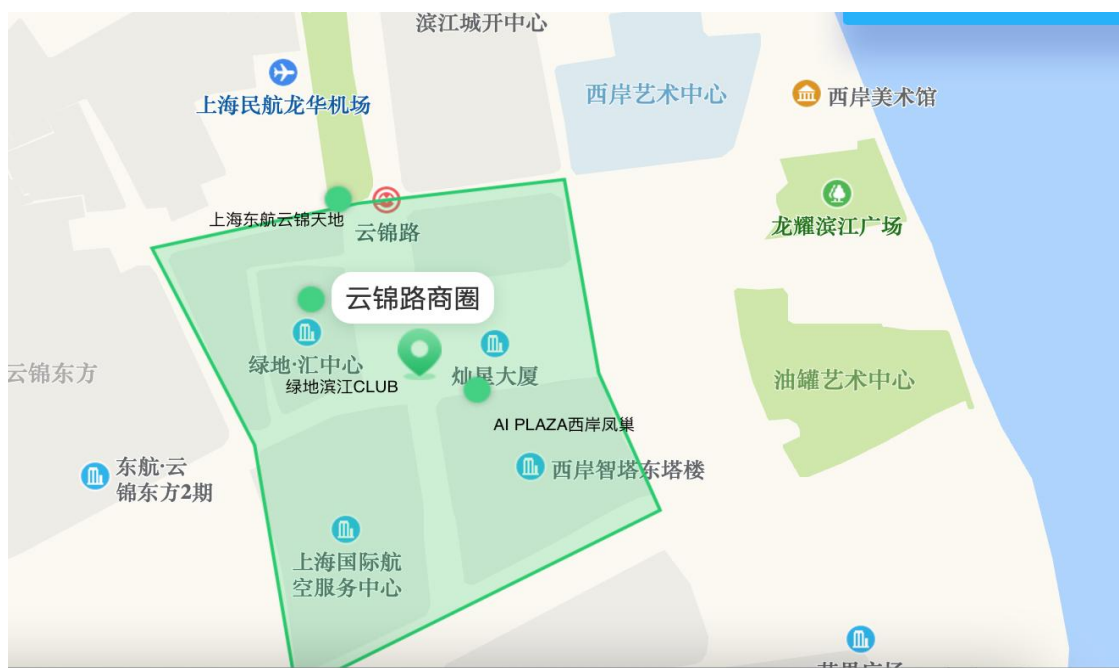 滨江城开中心
西岸艺术中心
西岸美术馆
上海民航龙华机场
龙耀滨江广场
上海东航云锦天地
云锦路
云锦路商圈
绿地·汇中心
灿星大厦
云锦东方
油罐艺术中心
绿地滨江CLUB
AI PLAZA西岸凤巢
东航·云
锦东方2期
西岸智塔东塔楼
上海国际航
空服务中心